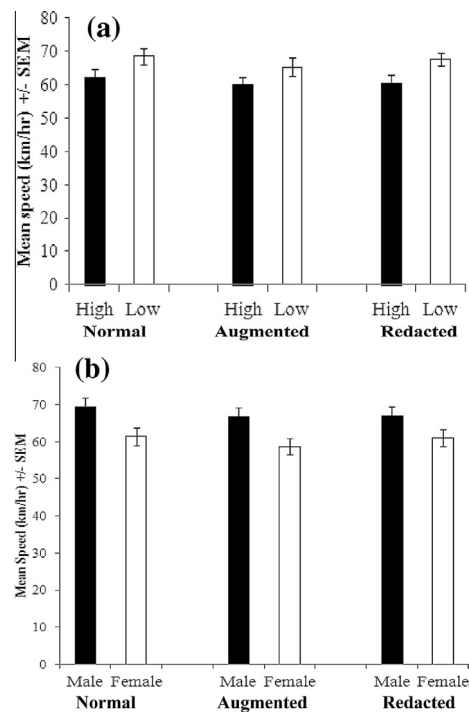 (a)
Mean speed (km/hr) +/- SEM
80
70
60
50
40
30
20
10
0
High Low High Low High Low
Normal Augmented Redacted
(b)
Mean Speed (km/hr) +/- SEM
80
70
60
50
40
30
20
10
0
Male Female Male Female Male Female
Normal Augmented Redacted